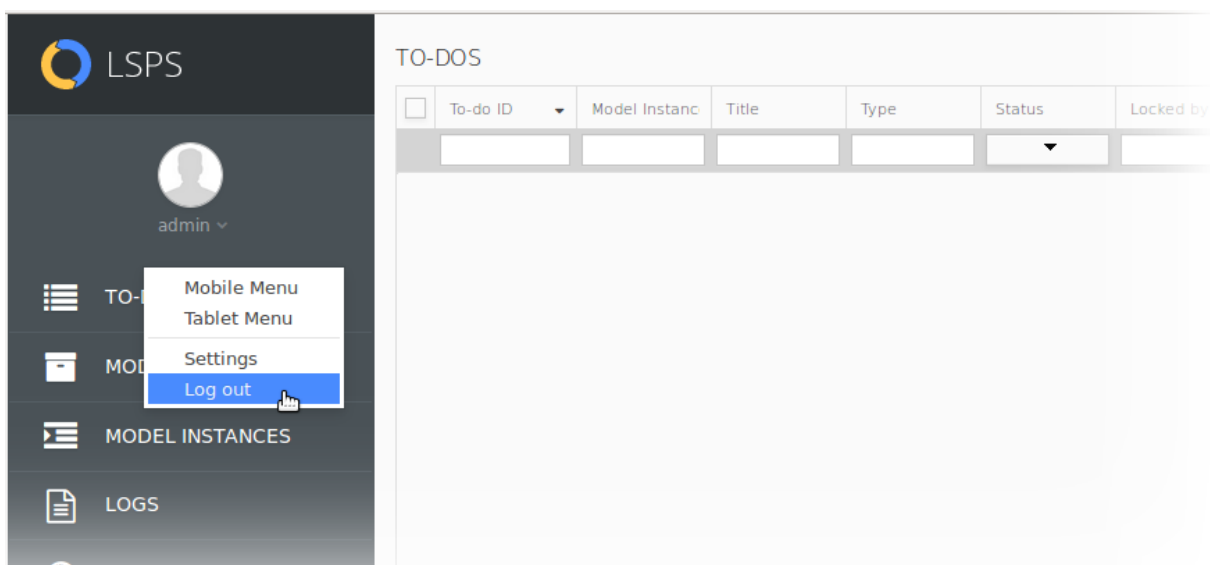 LSPS
admin
Mobile Menu
Tablet Menu
Settings
Log out
MODEL INSTANCES
LOGS
TO-DOS
To-do ID Model Instanc Title Type Status Locked by